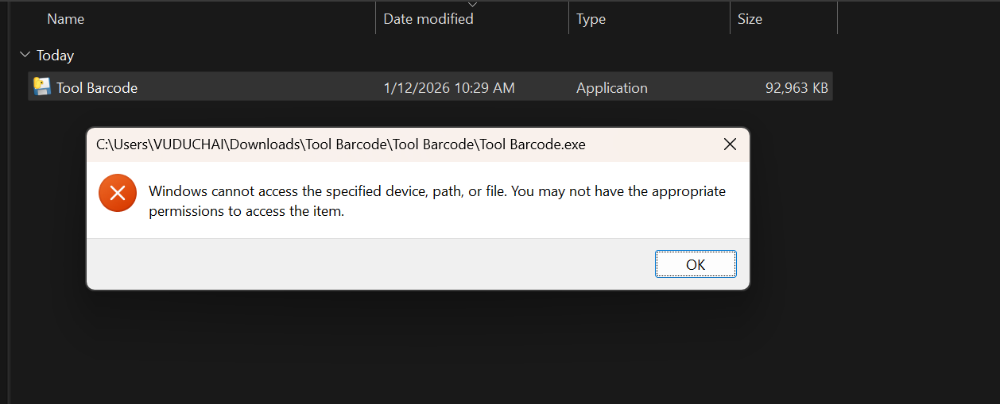 Name Date modified Type Size
Today
Tool Barcode 1/12/2026 10:29 AM Application 92,963 KB
C:\Users\VUDUCHAI\Downloads\Tool Barcode\Tool Barcode\Tool Barcode.exe
Windows cannot access the specified device, path, or file. You may not have the appropriate
permissions to access the item.
OK